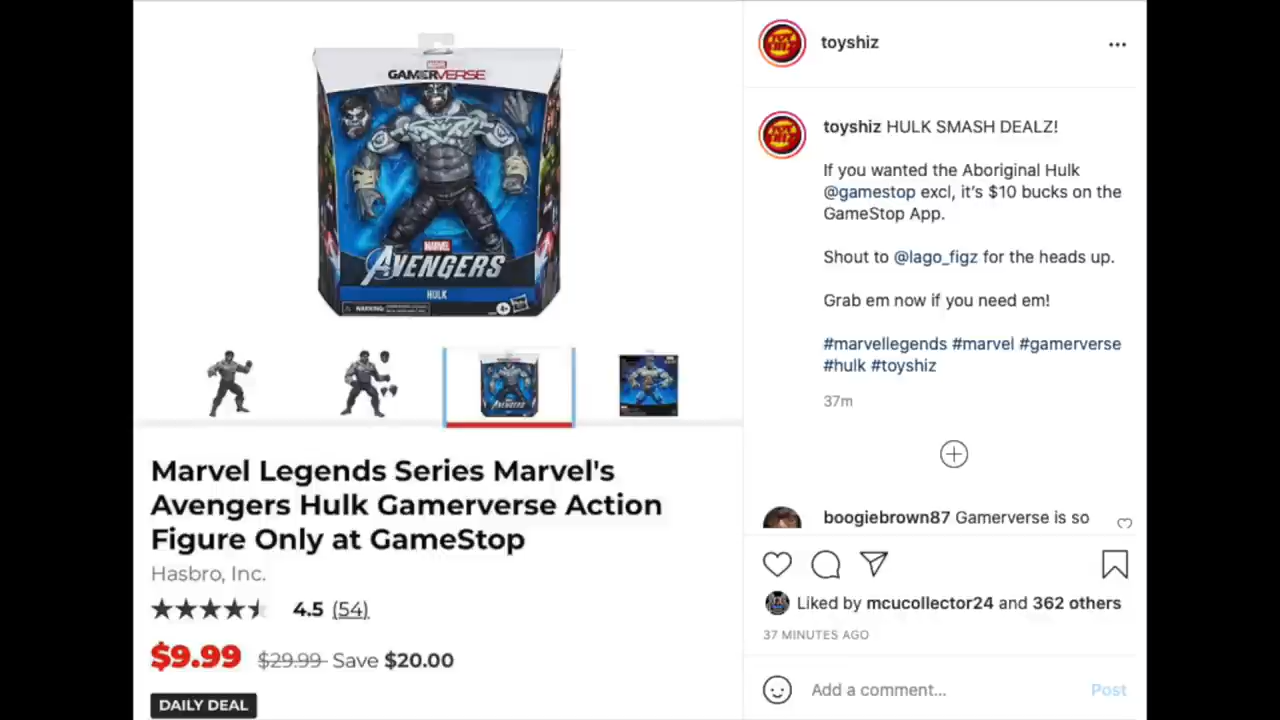 MARVEL
GAMERVERSE
MARVEL
AVENGERS
HULK
WARNING:
4+
Marvel Legends Series Marvel's
Avengers Hulk Gamerverse Action
Figure Only at GameStop
Hasbro, Inc.
4.5 (54)
$9.99 $29.99 Save $20.00
DAILY DEAL
toyshiz
toyshiz HULK SMASH DEALZ!
If you wanted the Aboriginal Hulk
@gamestop excl, it's $10 bucks on the
GameStop App.
Shout to @lago_figz for the heads up.
Grab em now if you need em!
#marvellegends #marvel #gamerverse
#hulk #toyshiz
37m
boogiebrown87 Gamerverse is so
Liked by mcucollector24 and 362 others
37 MINUTES AGO
Add a comment... Post